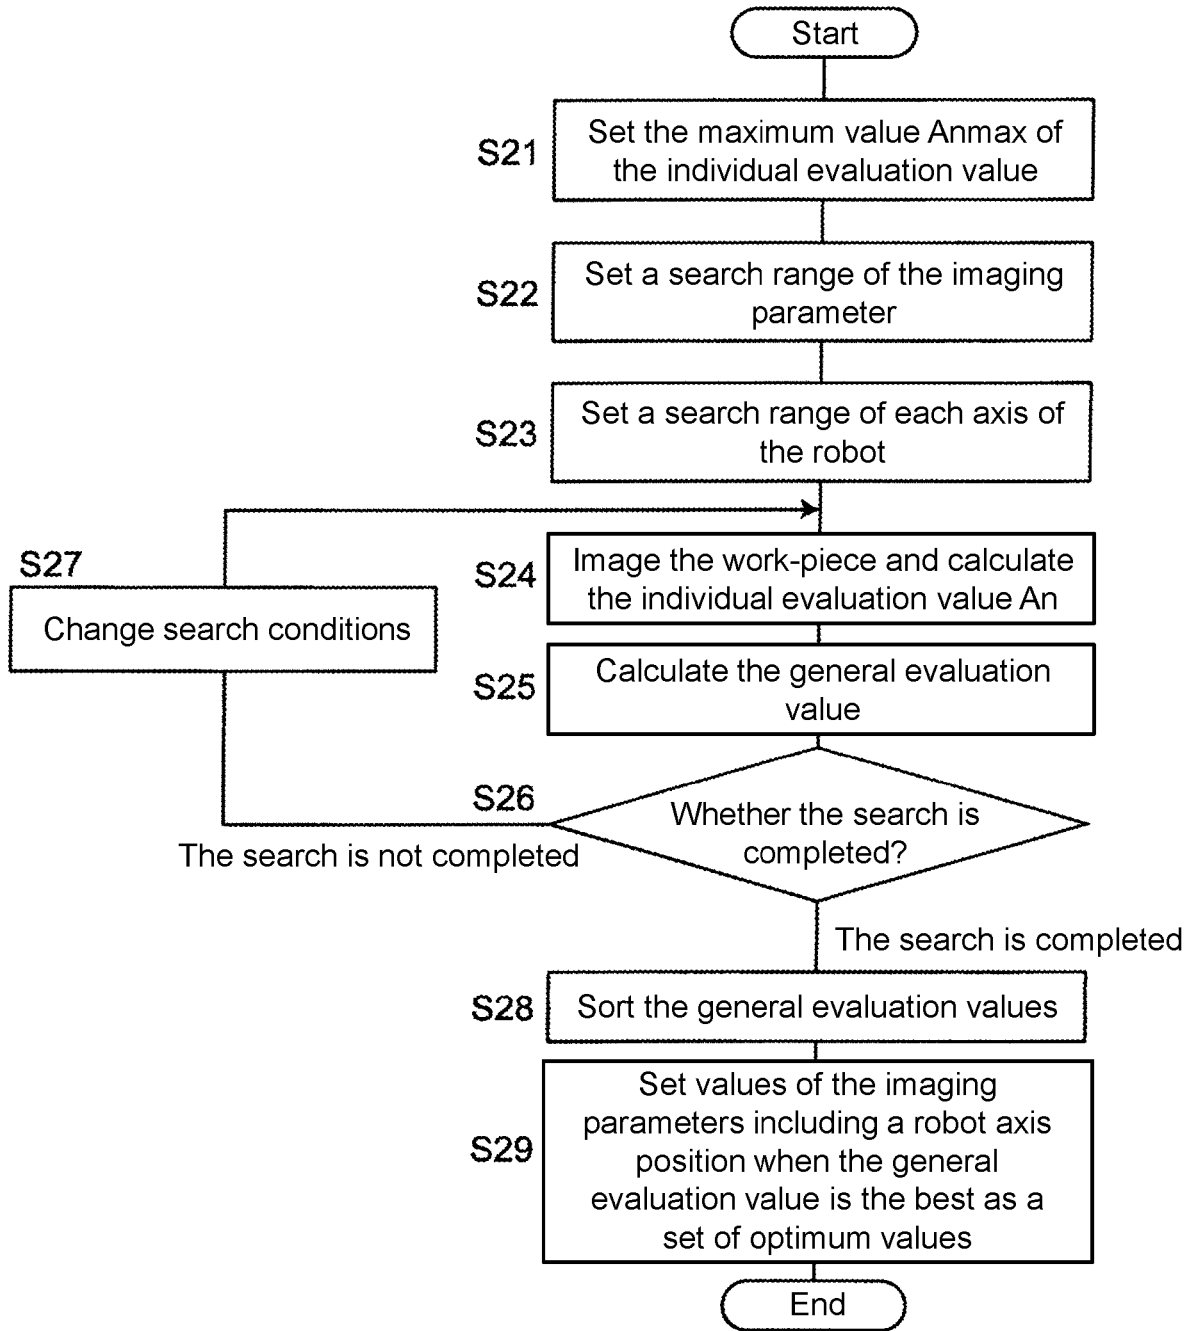 Start
S21
Set the maximum value Anmax of
the individual evaluation value
S22
Set a search range of the imaging
parameter
S23
Set a search range of each axis of
the robot
S27
Change search conditions
S24
Image the work-piece and calculate
the individual evaluation value An
S25
Calculate the general evaluation
value
S26
Whether the search is
completed?
The search is not completed
The search is completed
S28
Sort the general evaluation values
S29
Set values of the imaging
parameters including a robot axis
position when the general
evaluation value is the best as a
set of optimum values
End